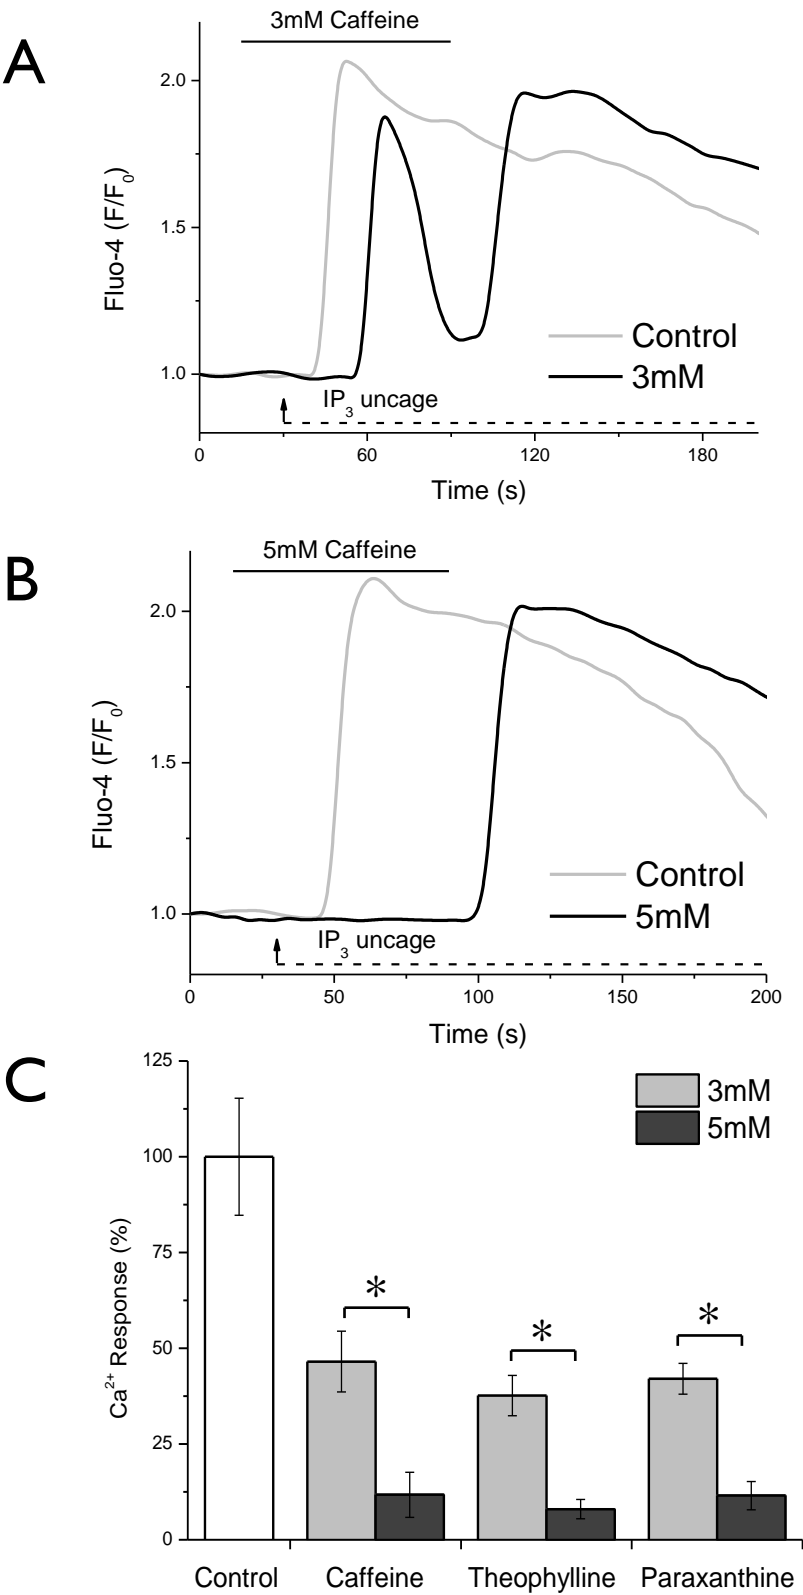 A
3mM Caffeine
2.0
1.5
1.0
Fluo-4 (F/F0)
Control
3mM
IP3 uncage
0 60 120 180
Time (s)
B
5mM Caffeine
2.0
1.5
1.0
Fluo-4 (F/F0)
Control
5mM
IP3 uncage
0 50 100 150 200
Time (s)
C
125
100
75
50
25
0
Ca2+ Response (%)
3mM
5mM
*
*
*
Control Caffeine Theophylline Paraxanthine